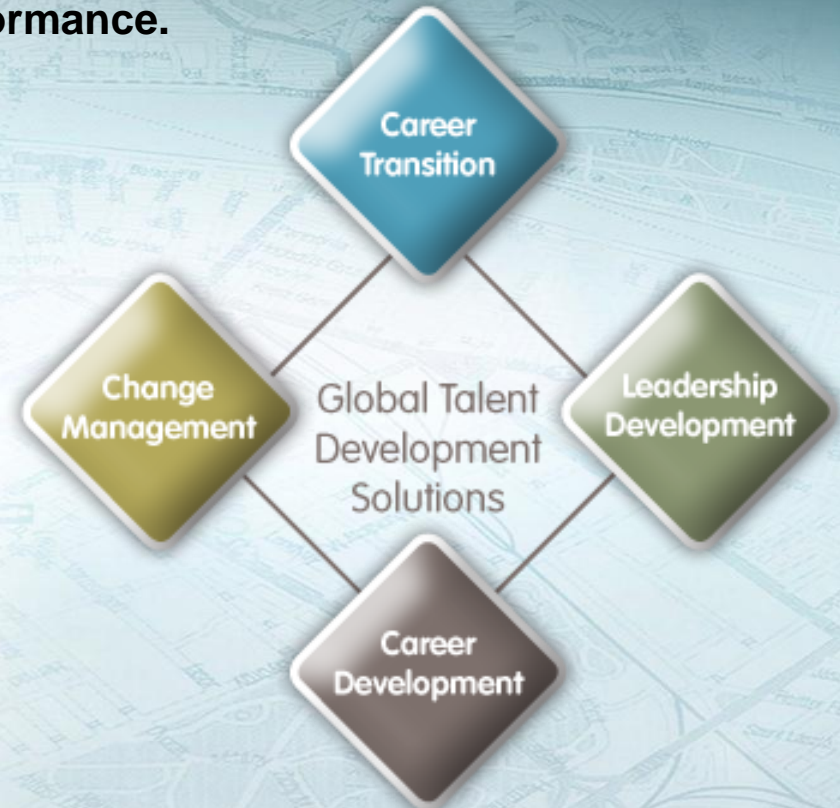 ormance.
Career
Transition
Change
Management
Global Talent
Development
Solutions
Leadership
Development
Career
Development